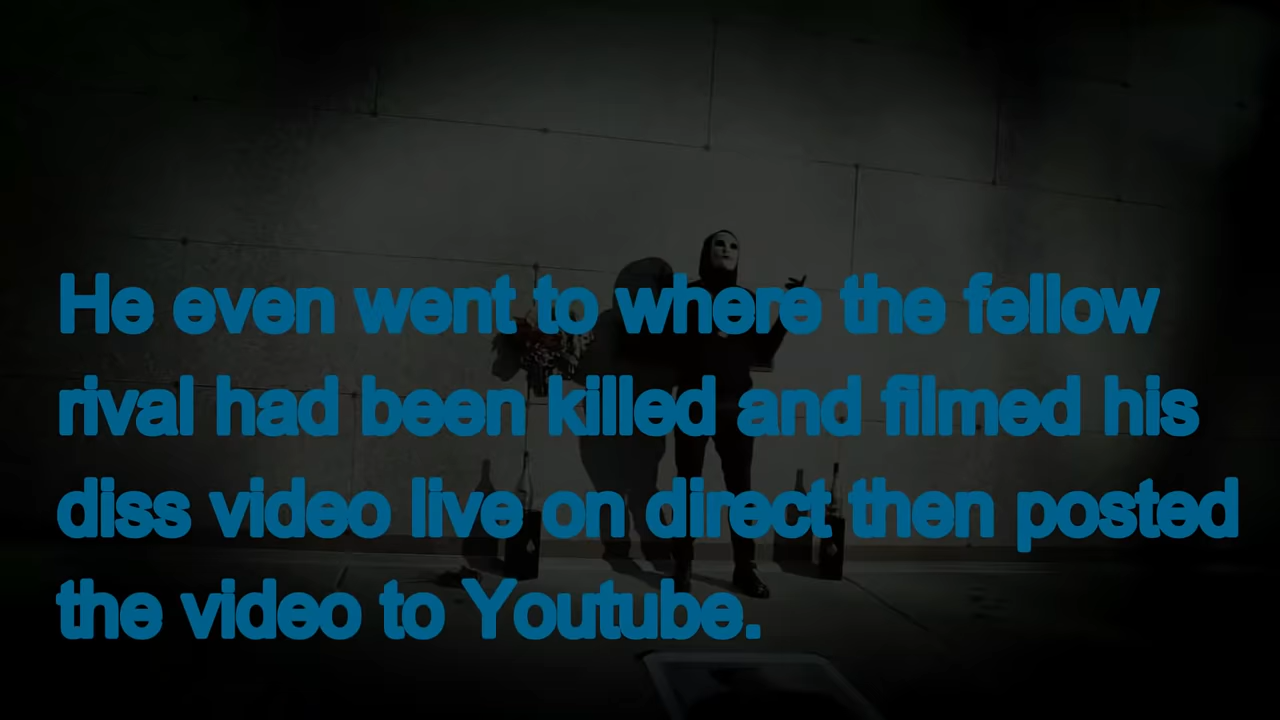 He even went to where the fellow
rival had been killed and filmed his
diss video live on direct then posted
the video to Youtube.